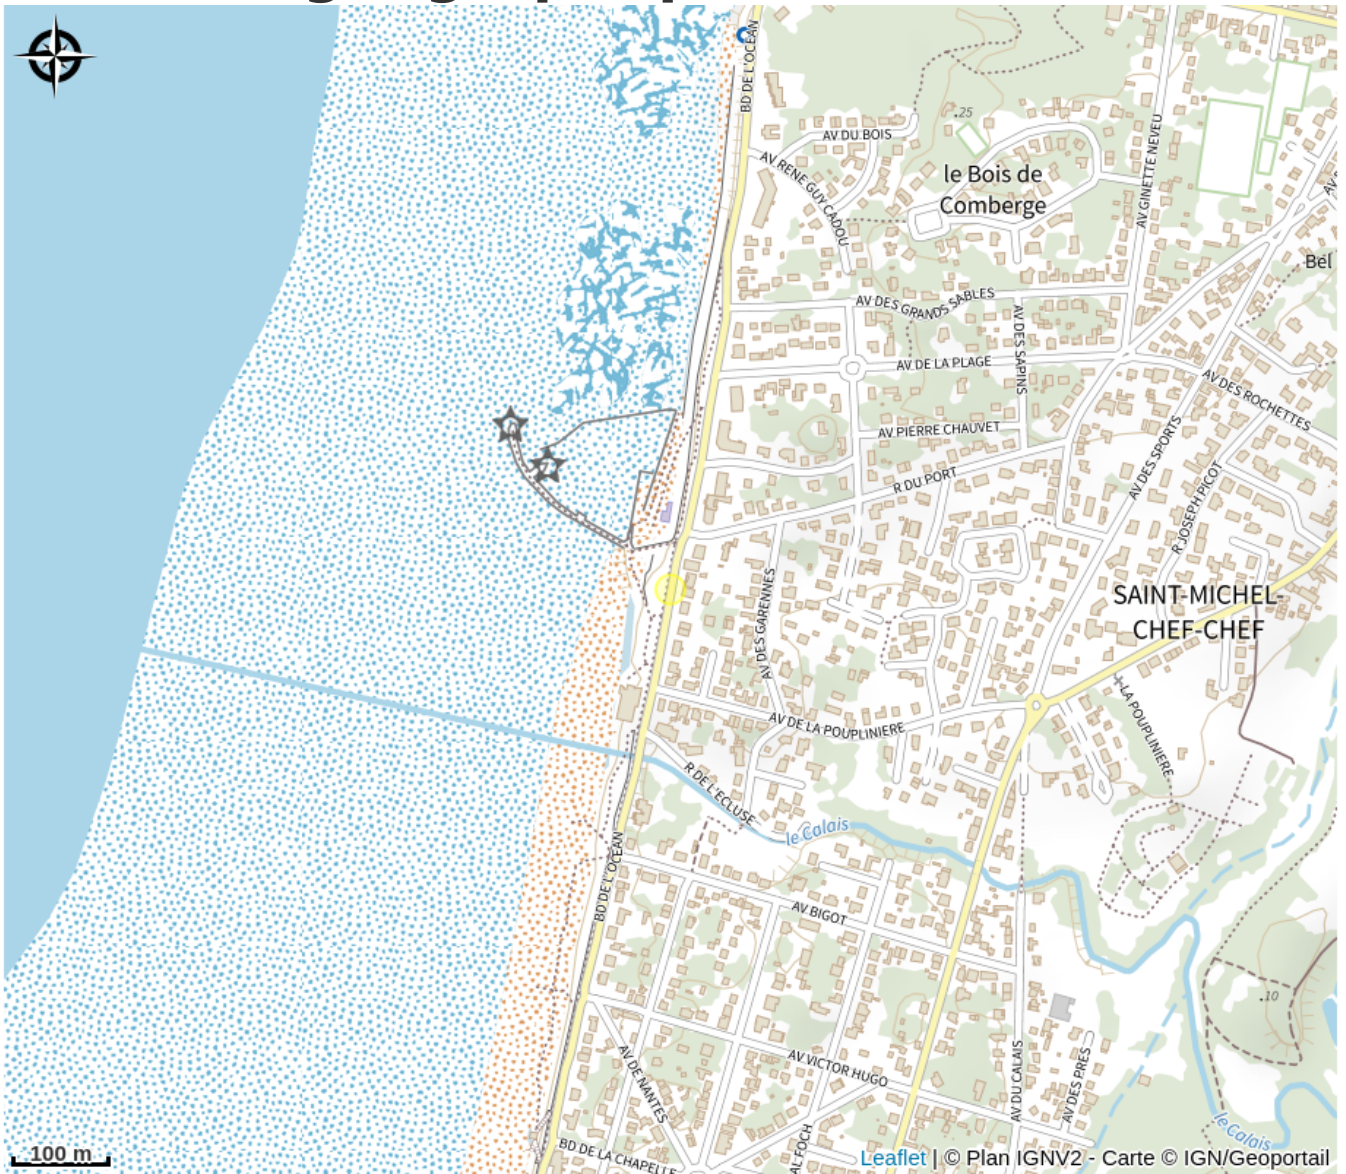 BD DE L'OCEAN
.25
AV DU BOIS
AV RENE GUY CADOU
le Bois de
Comberge
AV GINETTE NEVEU
Bel
AV DES GRANDS SABLES
AV DES SAPINS
AV DE LA PLAGE
AV DES ROCHETTES
AV PIERRE CHAUVET
AV DES SPORTS
R DU PORT
R JOSEPH PICOT
AV DES GARENNES
SAINT-MICHEL-
CHEF-CHEF
LA POUPLINIERE
AV DE LA POUPLINIERE
R DE L'ECLUSE
le Calais
BD DE L'OCEAN
AV BIGOT
.10
AV DE NANTES
AV VICTOR HUGO
AV DU CALAIS
AV DES PRES
le Calais
BD DE LA CHAPELLE
AL FOCH
100 m
Leaflet | © Plan IGNV2 - Carte © IGN/Geoportail